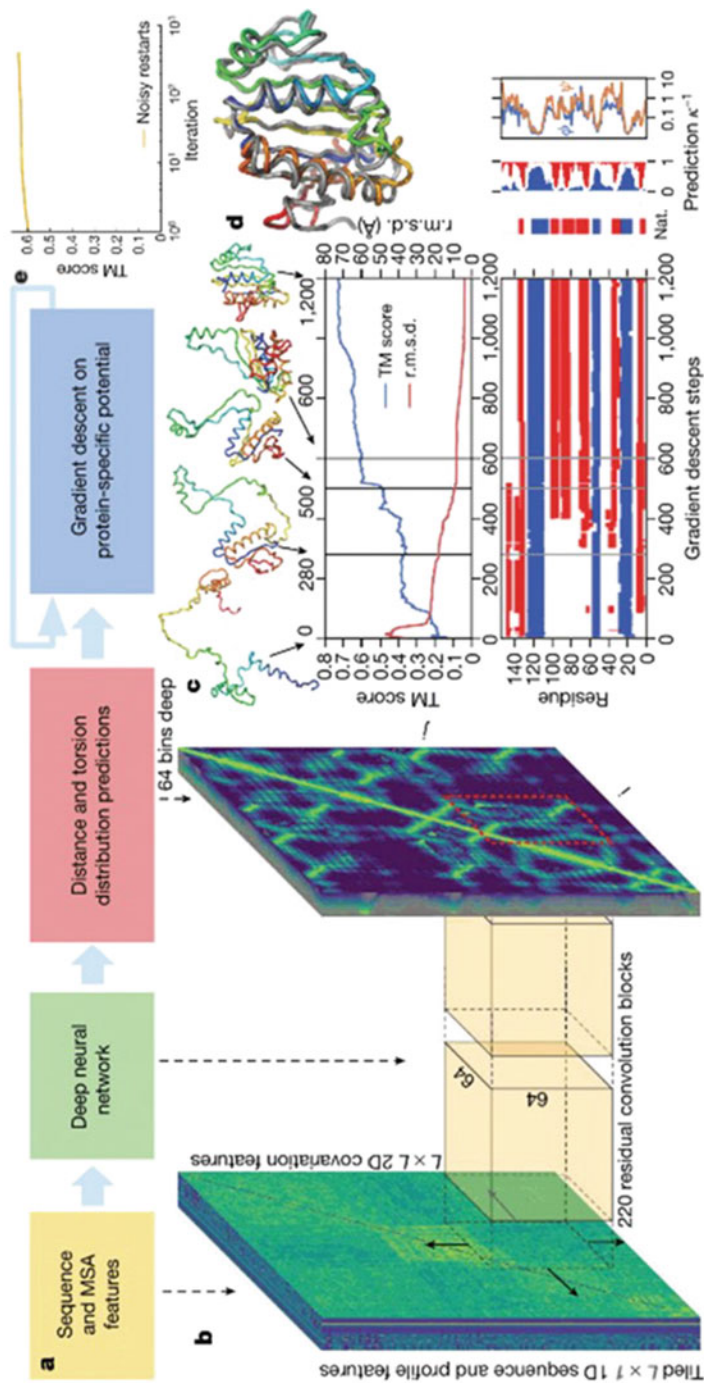 a
Sequence
and MSA
features
Deep neural
network
Distance and torsion
distribution predictions
Gradient descent on
protein-specific potential
b
Tiled L × 1 1D sequence and profile features
L × L 2D covariation features
64
64
220 residual convolution blocks
64 bins deep
j
i
c
0
280
500
600
1,200
TM score
0.8
0.7
0.6
0.5
0.4
0.3
0.2
0.1
0
TM score
r.m.s.d.
80
70
60
50
40
30
20
10
0
r.m.s.d. (Å)
Residue
140
120
100
80
60
40
20
0
0
200
400
600
800
1,000
1,200
Gradient descent steps
Nat.
0
1
0.1
1
10
Prediction κ⁻¹
d
e
TM score
0.6
0.5
0.4
0.3
0.2
0.1
0
Noisy restarts
10⁰
10¹
10²
10³
Iteration